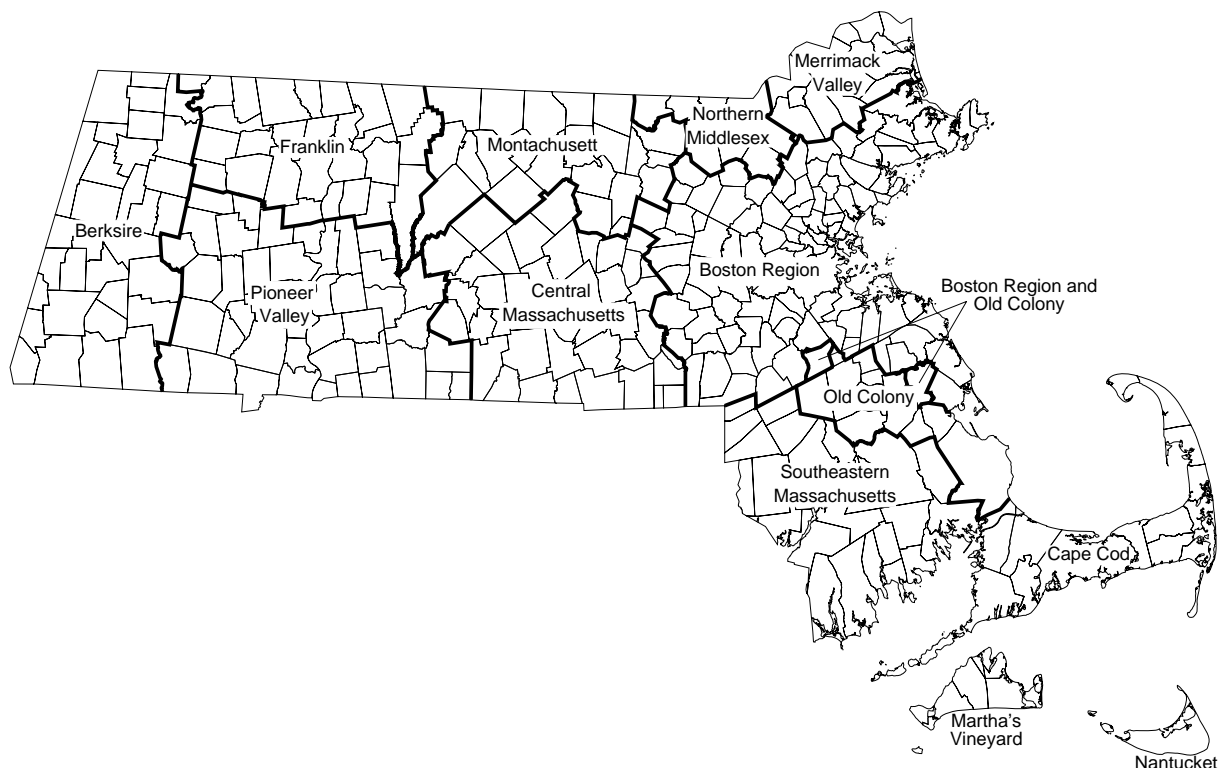 Merrimack
Valley
Northern
Middlesex
Franklin
Montachusett
Berksire
Boston Region
Pioneer
Valley
Central
Massachusetts
Boston Region and
Old Colony
Old Colony
Southeastern
Massachusetts
Cape Cod
Martha's
Vineyard
Nantucket